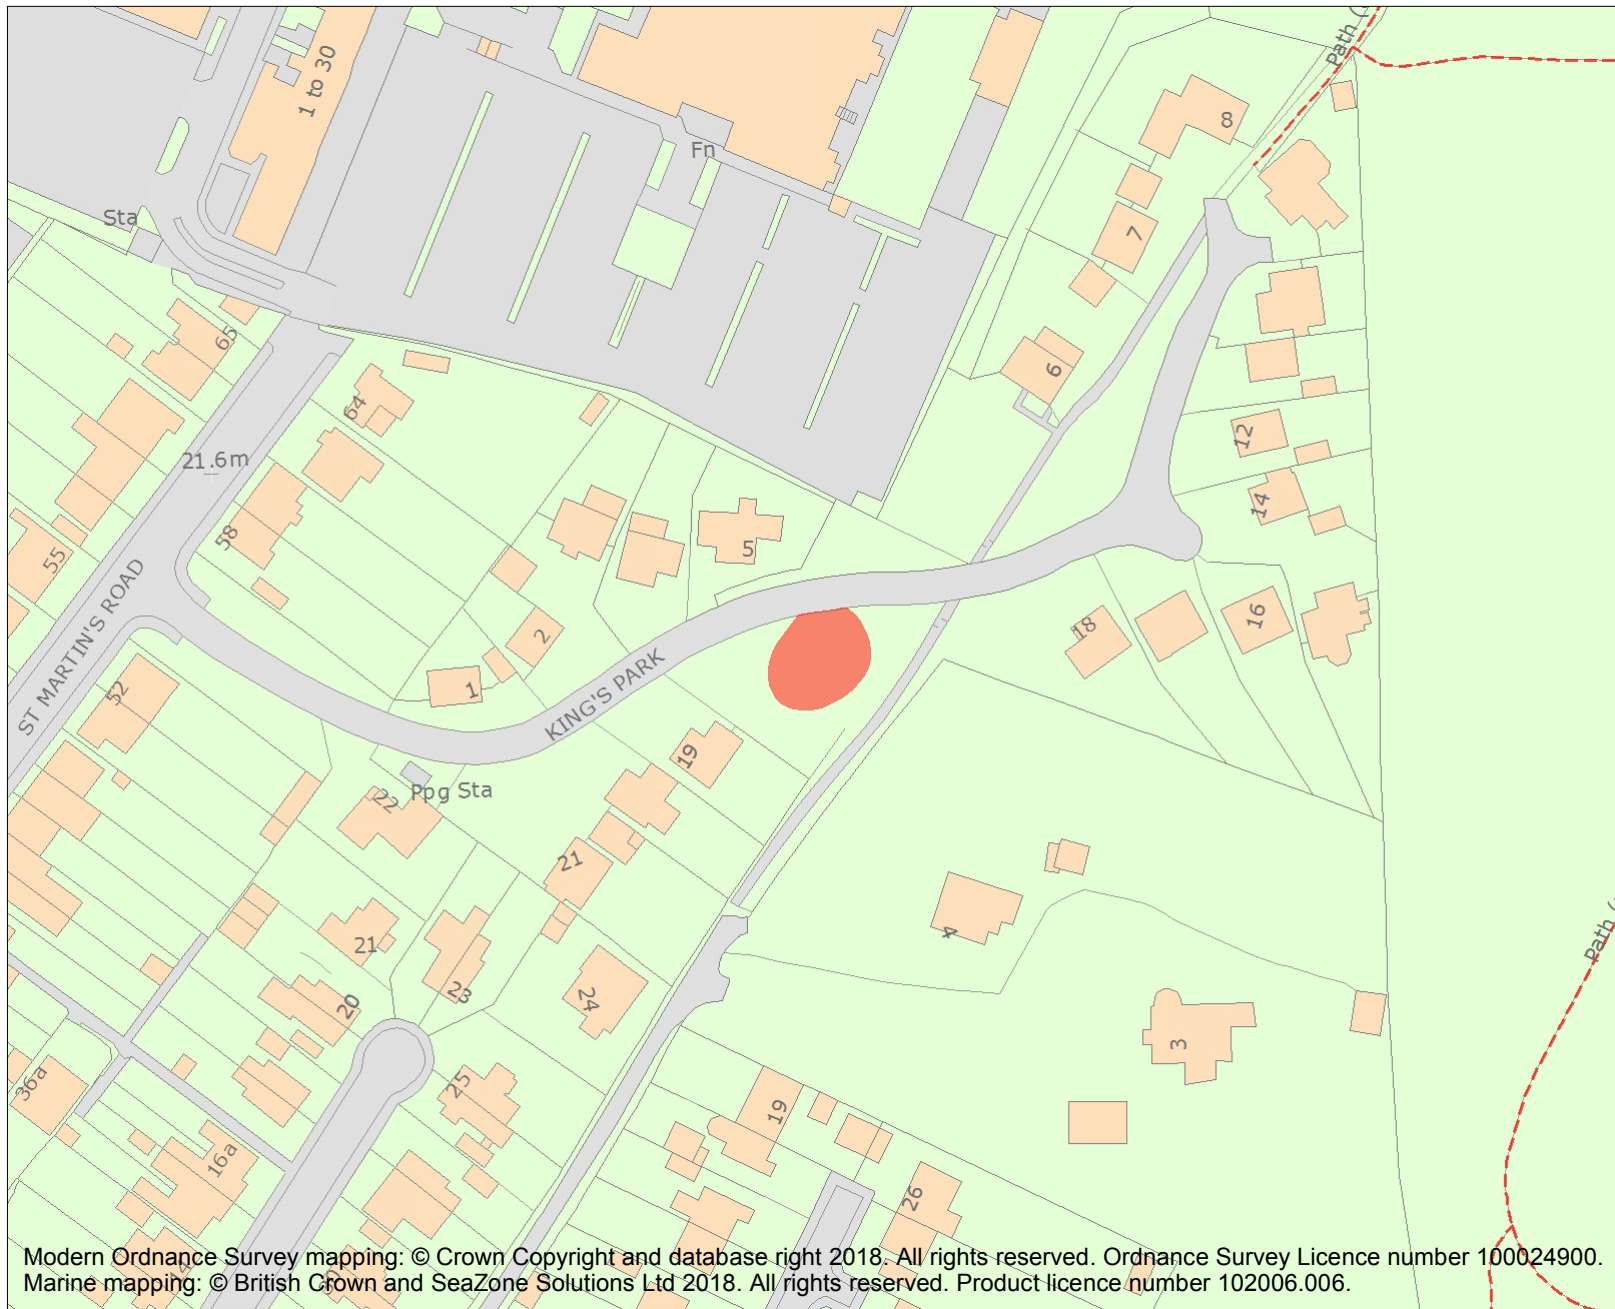 Path (
1 to 30
8
Fn
Sta
7
65
6
64
12
21.6m
14
58
5
55
ST MARTIN'S ROAD
2
16
18
1
52
KING'S PARK
19
22
Ppg Sta
21
4
21
23
24
20
Path (
3
36a
25
19
16a
26
Modern Ordnance Survey mapping: © Crown Copyright and database right 2018. All rights reserved. Ordnance Survey Licence number 100024900.
Marine mapping: © British Crown and SeaZone Solutions Ltd 2018. All rights reserved. Product licence number 102006.006.